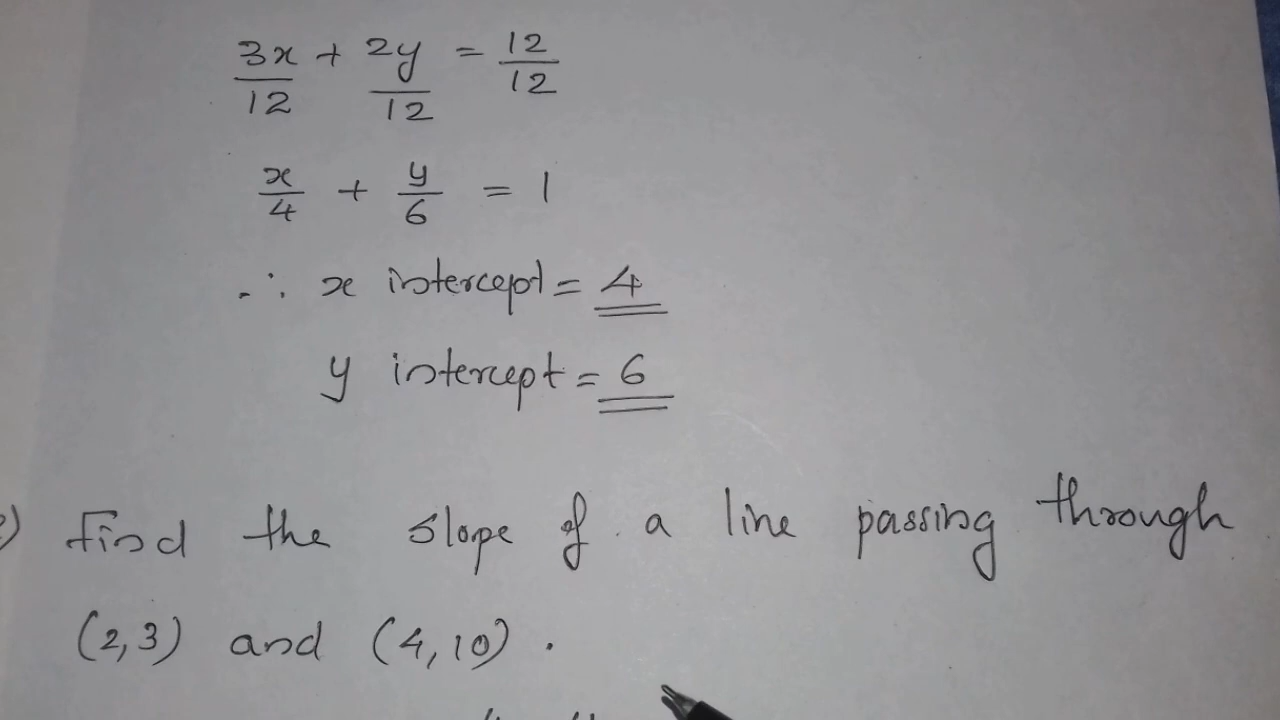 3x/12 + 2y/12 = 12/12
x/4 + y/6 = 1
∴ x intercept = 4
y intercept = 6
Find the slope of a line passing through
(2,3) and (4,10).